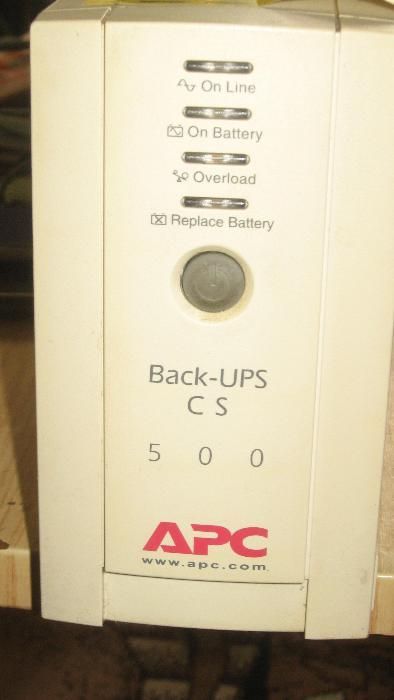 On Line
On Battery
Overload
Replace Battery
Back-UPS
CS
500
APC
www.apc.com